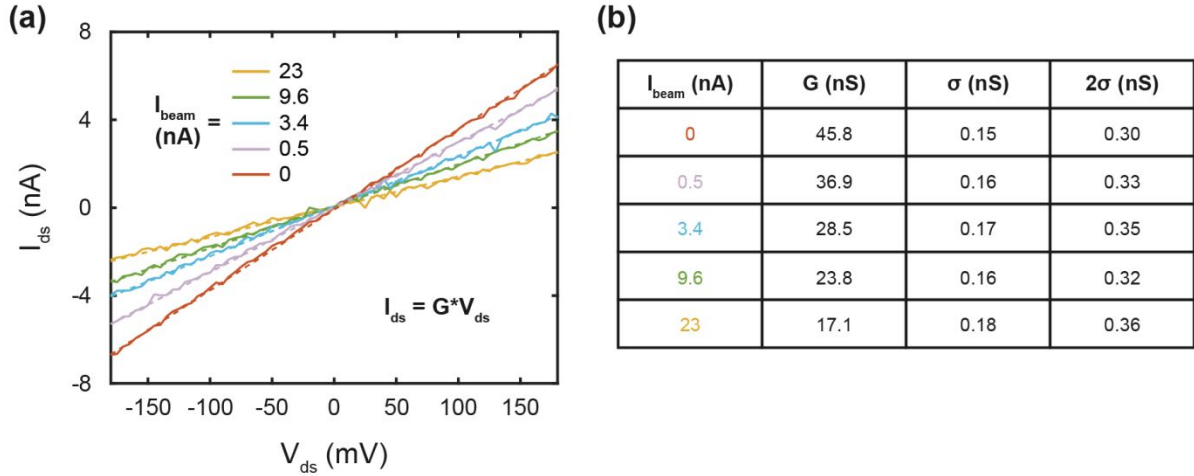 (a)
8
4
0
-4
-8
I_ds (nA)
I_beam (nA) =
23
9.6
3.4
0.5
0
I_ds = G*V_ds
-150 -100 -50 0 50 100 150
V_ds (mV)
(b)
I_beam (nA) G (nS) σ (nS) 2σ (nS)
0 45.8 0.15 0.30
0.5 36.9 0.16 0.33
3.4 28.5 0.17 0.35
9.6 23.8 0.16 0.32
23 17.1 0.18 0.36